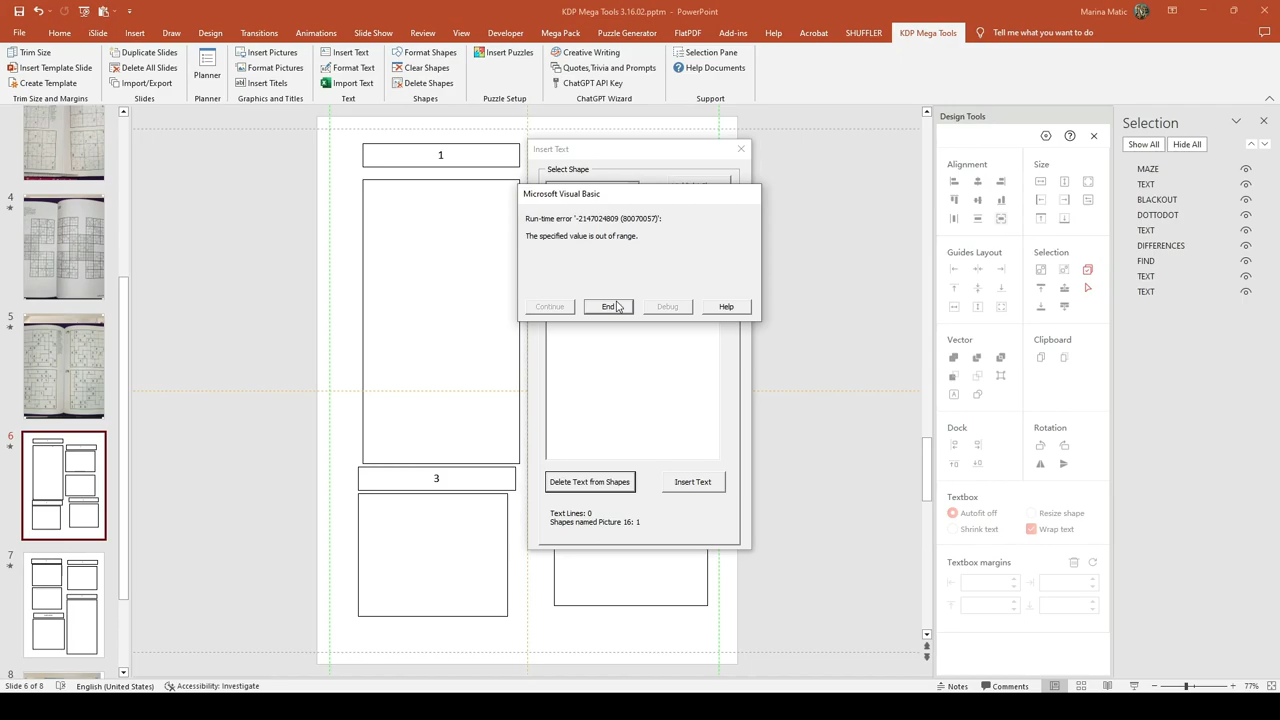 KDP Mega Tools 3.16.02.pptm - PowerPoint
Marina Matic
File Home iSlide Insert Draw Design Transitions Animations Slide Show Review View Developer Mega Pack Puzzle Generator FlatPDF Add-ins Help Acrobat SHUFFLER KDP Mega Tools Tell me what you want to do
Trim Size Duplicate Slides Insert Pictures Insert Text Format Shapes Insert Puzzles Creative Writing Selection Pane
Insert Template Slide Delete All Slides Planner Format Pictures Format Text Clear Shapes Quotes,Trivia and Prompts Help Documents
Create Template Import/Export Insert Titels Import Text Delete Shapes ChatGPT API Key
Trim Size and Margins Slides Planner Graphics and Titles Text Shapes Puzzle Setup ChatGPT Wizard Support
4
5
6
7
8
1
3
Insert Text
Select Shape
Microsoft Visual Basic
Run-time error '-2147024809 (80070057)':
The specified value is out of range.
Continue End Debug Help
Delete Text from Shapes Insert Text
Text Lines: 0
Shapes named Picture 16: 1
Design Tools
Alignment Size
Guides Layout Selection
Vector Clipboard
Dock Rotation
Textbox
Autofit off Resize shape
Shrink text Wrap text
Textbox margins
Selection
Show All Hide All
MAZE
TEXT
BLACKOUT
DOTTODOT
TEXT
DIFFERENCES
FIND
TEXT
TEXT
Slide 6 of 8 English (United States) Accessibility: Investigate Notes Comments 77%